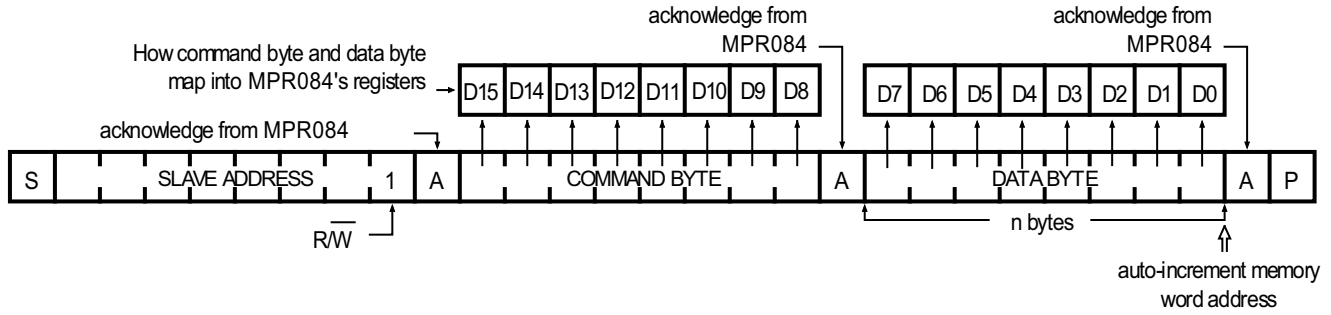 acknowledge from
MPR084
acknowledge from
MPR084
How command byte and data byte
map into MPR084's registers
D15 D14 D13 D12 D11 D10 D9 D8
D7 D6 D5 D4 D3 D2 D1 D0
acknowledge from MPR084
S SLAVE ADDRESS 1 A COMMAND BYTE A DATA BYTE A P
R/W̅
n bytes
auto-increment memory
word address